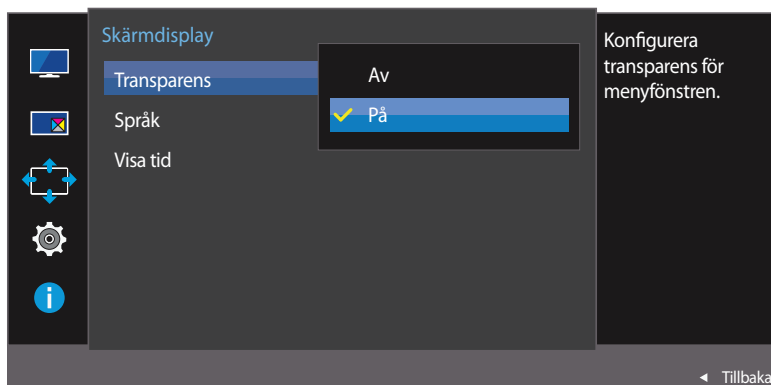 Skärmdisplay
Transparens
Språk
Visa tid
Av
På
Konfigurera
transparens för
menyfönstren.
Tillbaka